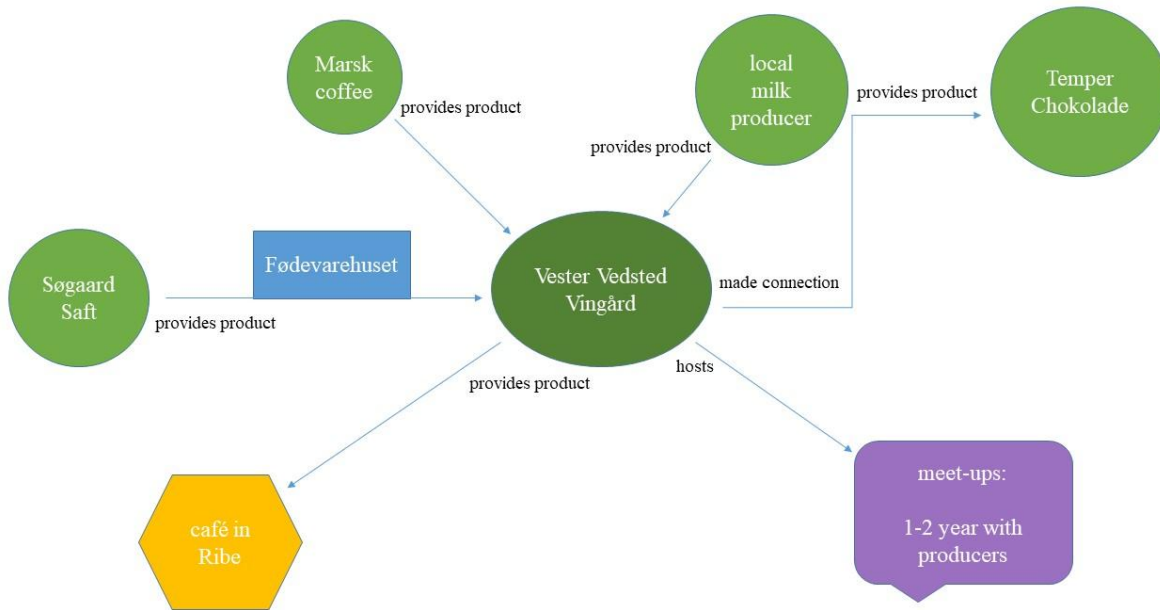 Marsk
coffee
provides product
local
milk
producer
provides product
provides product
Temper
Chokolade
Søgaard
Saft
provides product
Fødevarehuset
Vester Vedsted
Vingård
made connection
provides product
hosts
café in
Ribe
meet-ups:
1-2 year with
producers